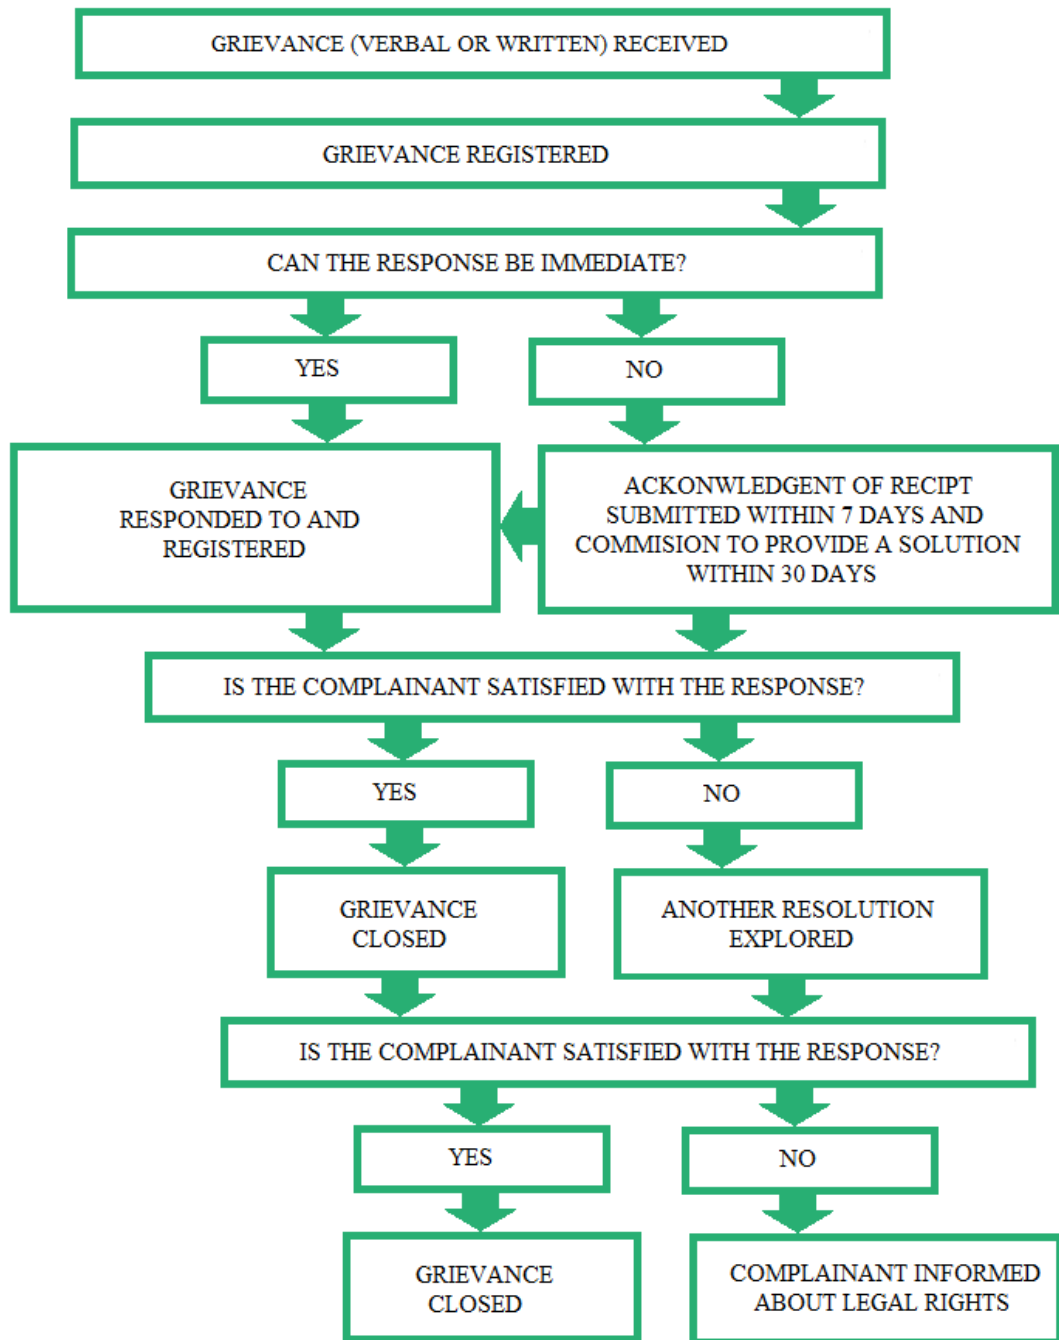 GRIEVANCE (VERBAL OR WRITTEN) RECEIVED
GRIEVANCE REGISTERED
CAN THE RESPONSE BE IMMEDIATE?
YES
NO
GRIEVANCE
RESPONDED TO AND
REGISTERED
ACKONWLEDGENT OF RECIPT
SUBMITTED WITHIN 7 DAYS AND
COMMISION TO PROVIDE A SOLUTION
WITHIN 30 DAYS
IS THE COMPLAINANT SATISFIED WITH THE RESPONSE?
YES
NO
GRIEVANCE
CLOSED
ANOTHER RESOLUTION
EXPLORED
IS THE COMPLAINANT SATISFIED WITH THE RESPONSE?
YES
NO
GRIEVANCE
CLOSED
COMPLAINANT INFORMED
ABOUT LEGAL RIGHTS